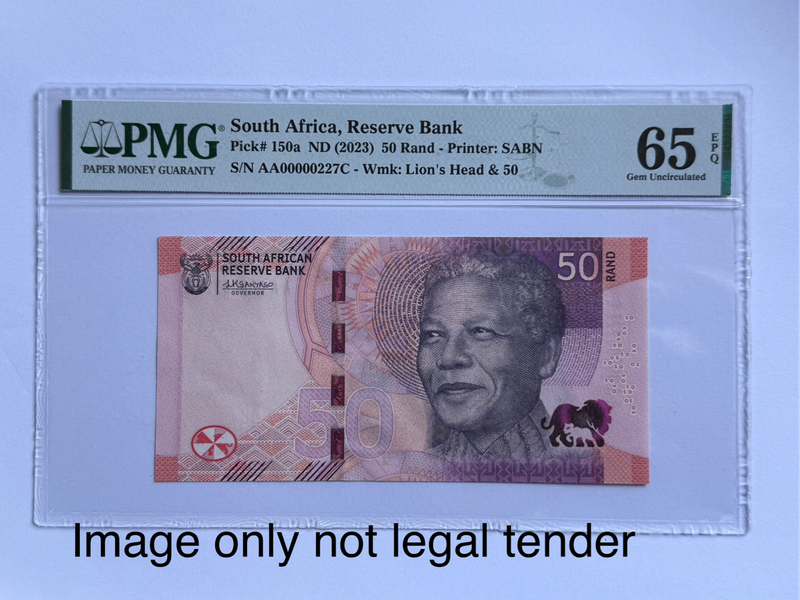 PMG®
PAPER MONEY GUARANTY
South Africa, Reserve Bank
Pick# 150a ND (2023) 50 Rand - Printer: SABN
S/N AA00000227C - Wmk: Lion's Head & 50
65
EPQ
Gem Uncirculated
SOUTH AFRICAN
RESERVE BANK
GOVERNOR
50
RAND
50
Image only not legal tender